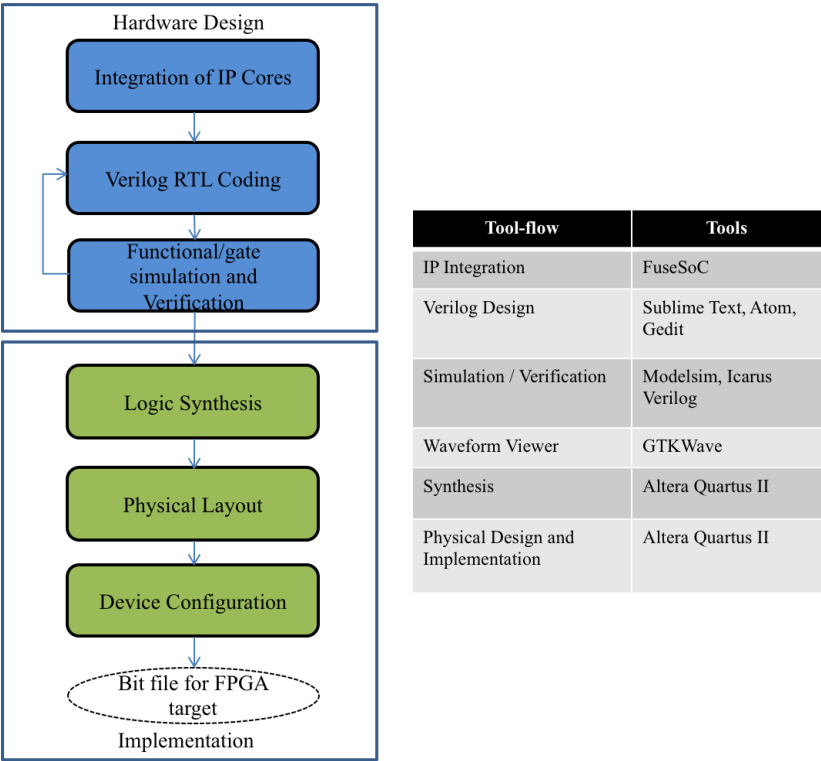 Hardware Design
Integration of IP Cores
Verilog RTL Coding
Functional/gate
simulation and
Verification
Logic Synthesis
Physical Layout
Device Configuration
Bit file for FPGA
target
Implementation
Tool-flow Tools
IP Integration FuseSoC
Verilog Design Sublime Text, Atom,
Gedit
Simulation / Verification Modelsim, Icarus
Verilog
Waveform Viewer GTKWave
Synthesis Altera Quartus II
Physical Design and Altera Quartus II
Implementation